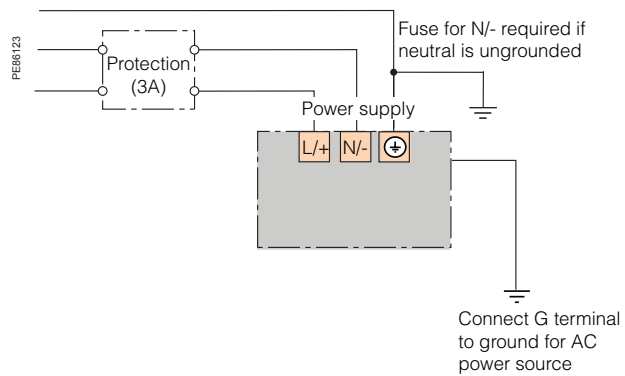 PE86123
Fuse for N/- required if
neutral is ungrounded
Protection
(3A)
Power supply
L/+ N/-
Connect G terminal
to ground for AC
power source